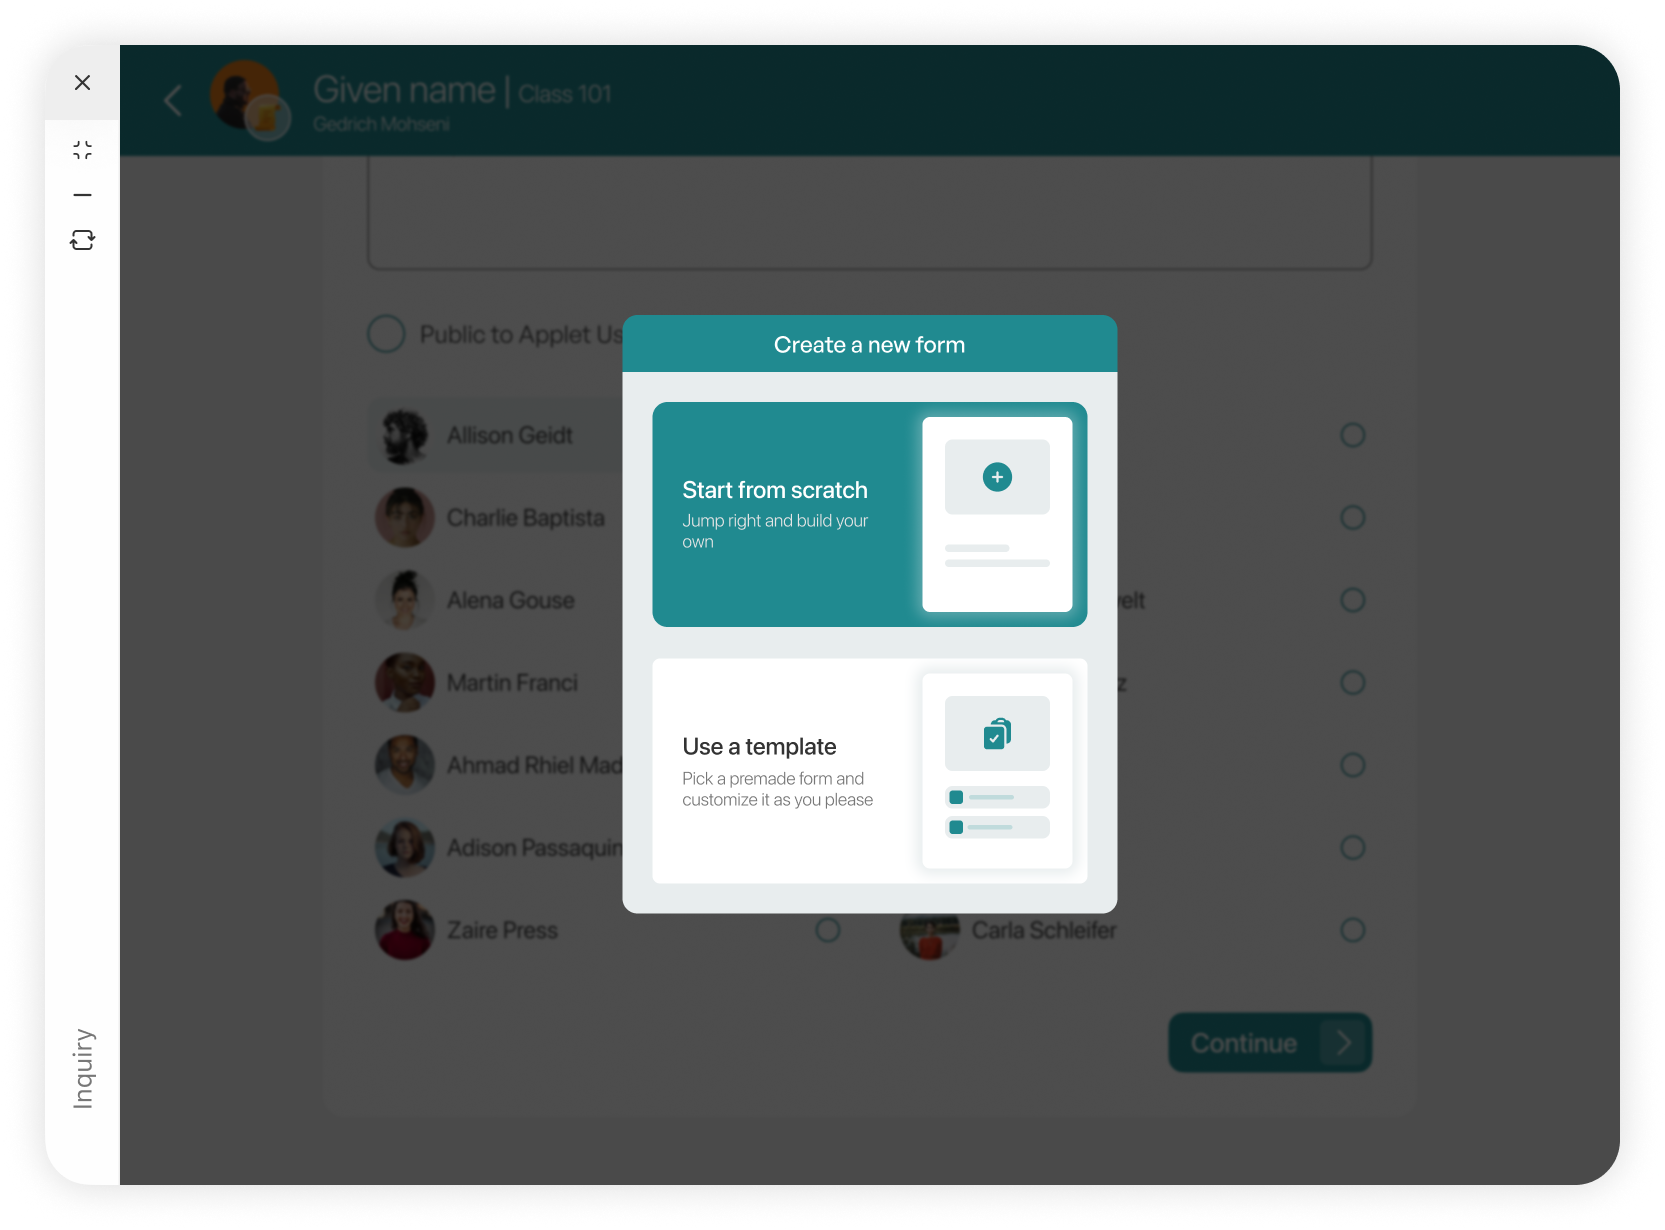 Given name | Class 101
Gedrich Mohseni
Public to Applet Us
Create a new form
Start from scratch
Jump right and build your
own
Use a template
Pick a premade form and
customize it as you please
Allison Geidt
Charlie Baptista
Alena Gouse
Martin Franci
Ahmad Rhiel Mad
Adison Passaquin
Zaire Press
Carla Schleifer
Continue
Inquiry